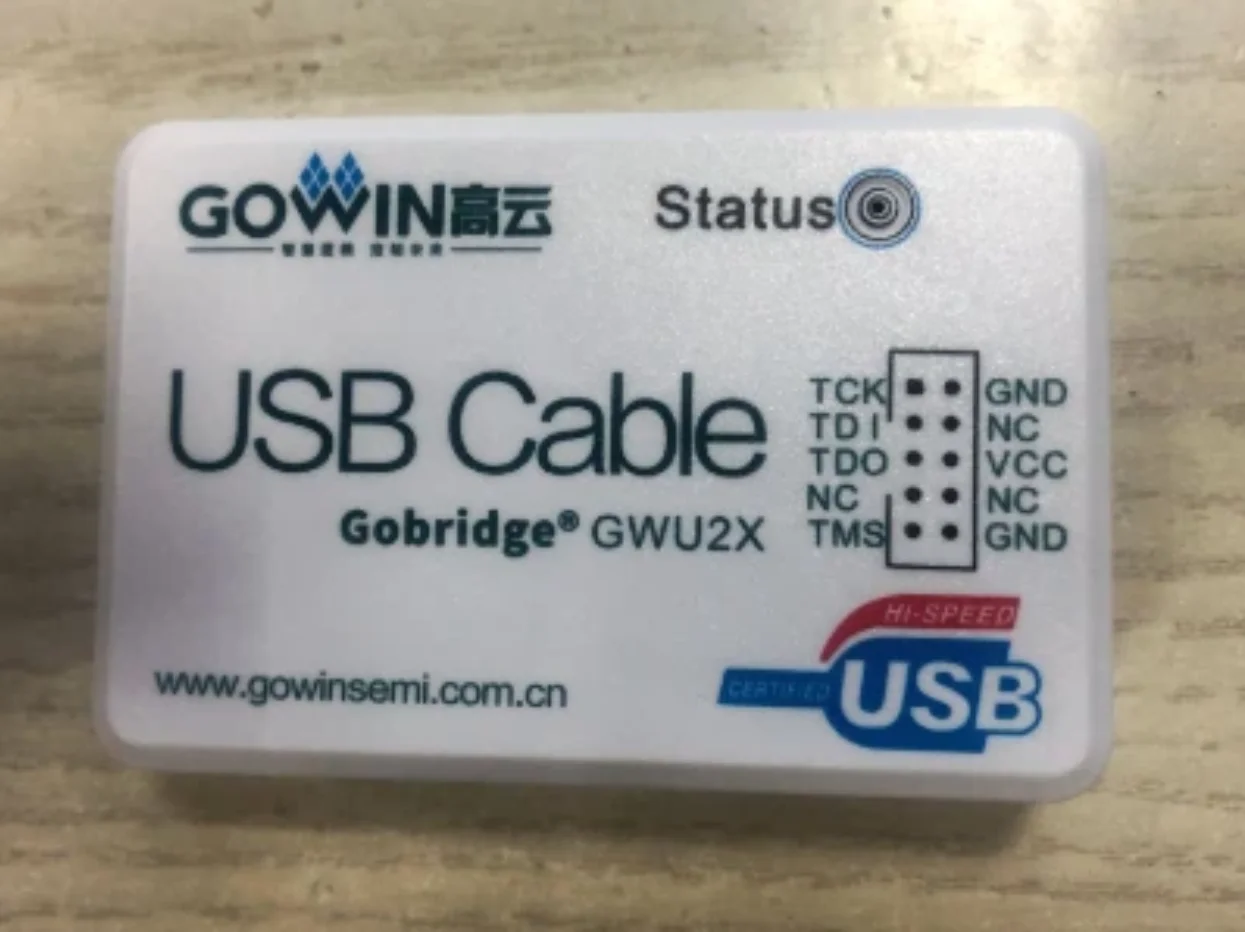 GOWIN高云
Status
USB Cable
Gobridge® GWU2X
TCK GND
TDI NC
TDO VCC
NC NC
TMS GND
HI-SPEED
CERTIFIED USB
www.gowinsemi.com.cn